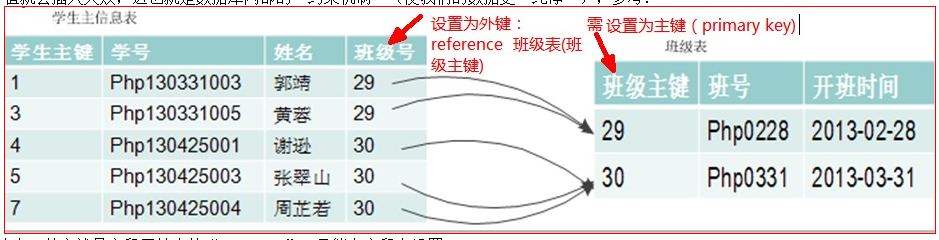 学生主信息表
学生主键 学号 姓名 班级号
1 Php130331003 郭靖 29
3 Php130331005 黄蓉 29
4 Php130425001 谢逊 30
5 Php130425003 张翠山 30
7 Php130425004 周芷若 30
设置为外键：
reference 班级表(班
级主键)
需 设置为主键（primary key)
班级表
班级主键 班号 开班时间
29 Php0228 2013-02-28
30 Php0331 2013-03-31